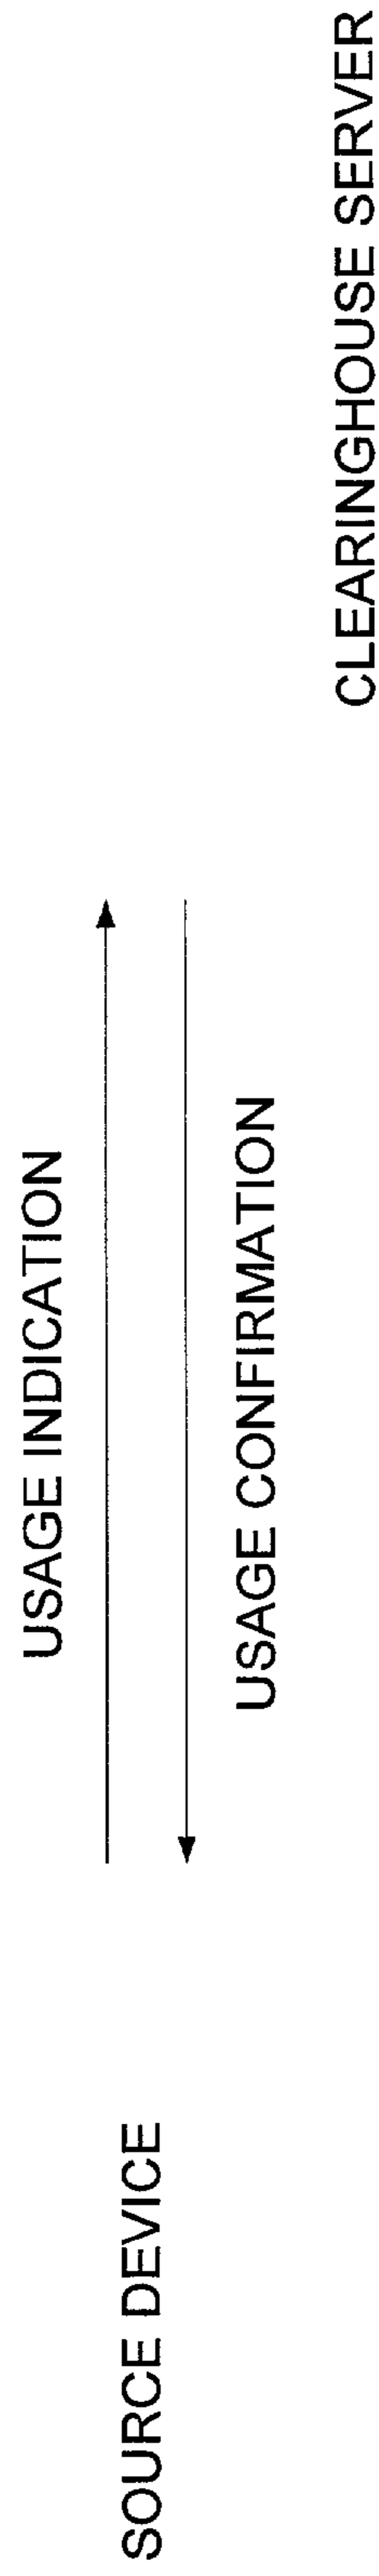 USAGE INDICATION
SOURCE DEVICE
USAGE CONFIRMATION
CLEARINGHOUSE SERVER